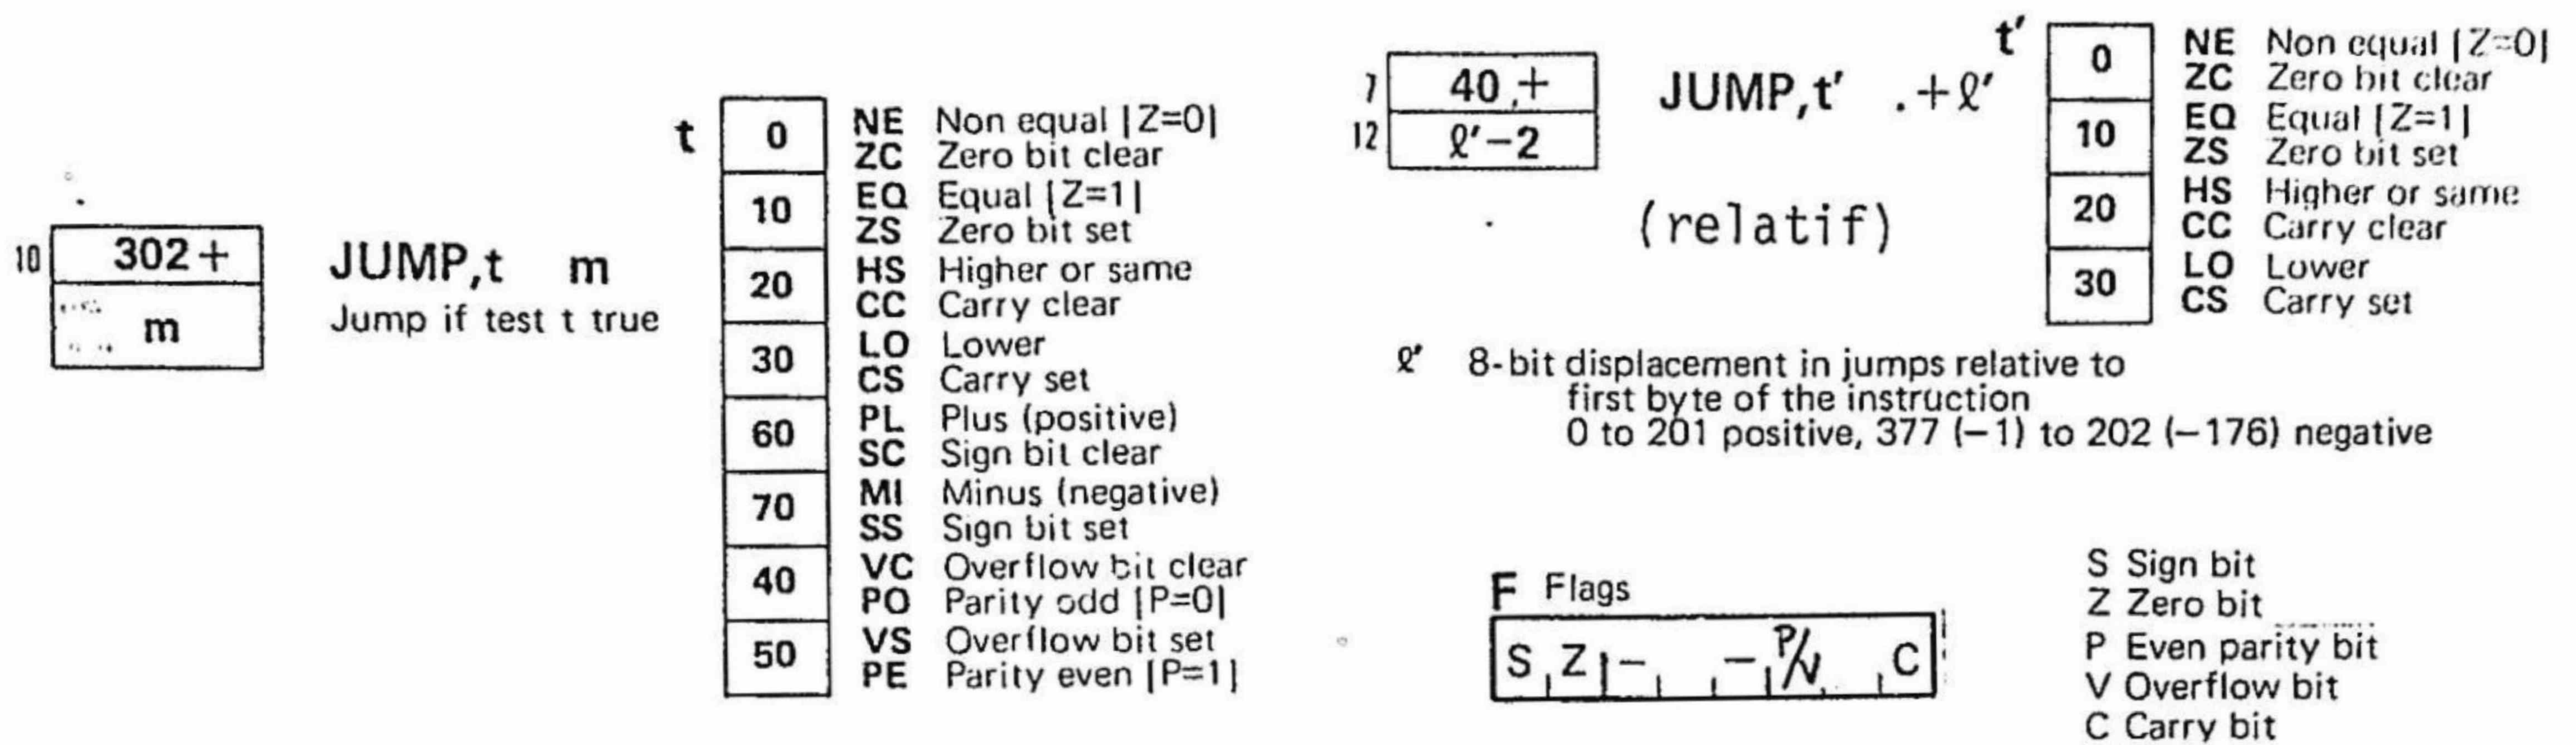 10 302+
m
JUMP,t m
Jump if test t true
t
0 NE Non equal [Z=0]
ZC Zero bit clear
10 EQ Equal [Z=1]
ZS Zero bit set
20 HS Higher or same
CC Carry clear
30 LO Lower
CS Carry set
60 PL Plus (positive)
SC Sign bit clear
70 MI Minus (negative)
SS Sign bit set
40 VC Overflow bit clear
PO Parity odd [P=0]
50 VS Overflow bit set
PE Parity even [P=1]
7 40,+
12 ℓ'−2
JUMP,t' .+ℓ'
(relatif)
t'
0 NE Non equal [Z=0]
ZC Zero bit clear
10 EQ Equal [Z=1]
ZS Zero bit set
20 HS Higher or same
CC Carry clear
30 LO Lower
CS Carry set
ℓ' 8-bit displacement in jumps relative to
first byte of the instruction
0 to 201 positive, 377 (−1) to 202 (−176) negative
F Flags
S Z − − P/V C
S Sign bit
Z Zero bit
P Even parity bit
V Overflow bit
C Carry bit